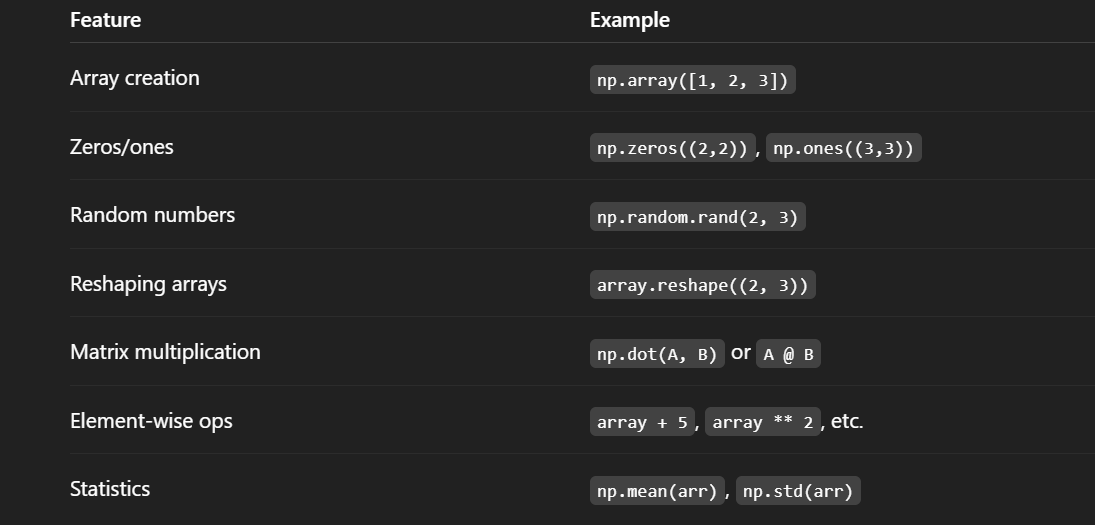 Feature Example
Array creation np.array([1, 2, 3])
Zeros/ones np.zeros((2,2)), np.ones((3,3))
Random numbers np.random.rand(2, 3)
Reshaping arrays array.reshape((2, 3))
Matrix multiplication np.dot(A, B) or A @ B
Element-wise ops array + 5, array ** 2, etc.
Statistics np.mean(arr), np.std(arr)